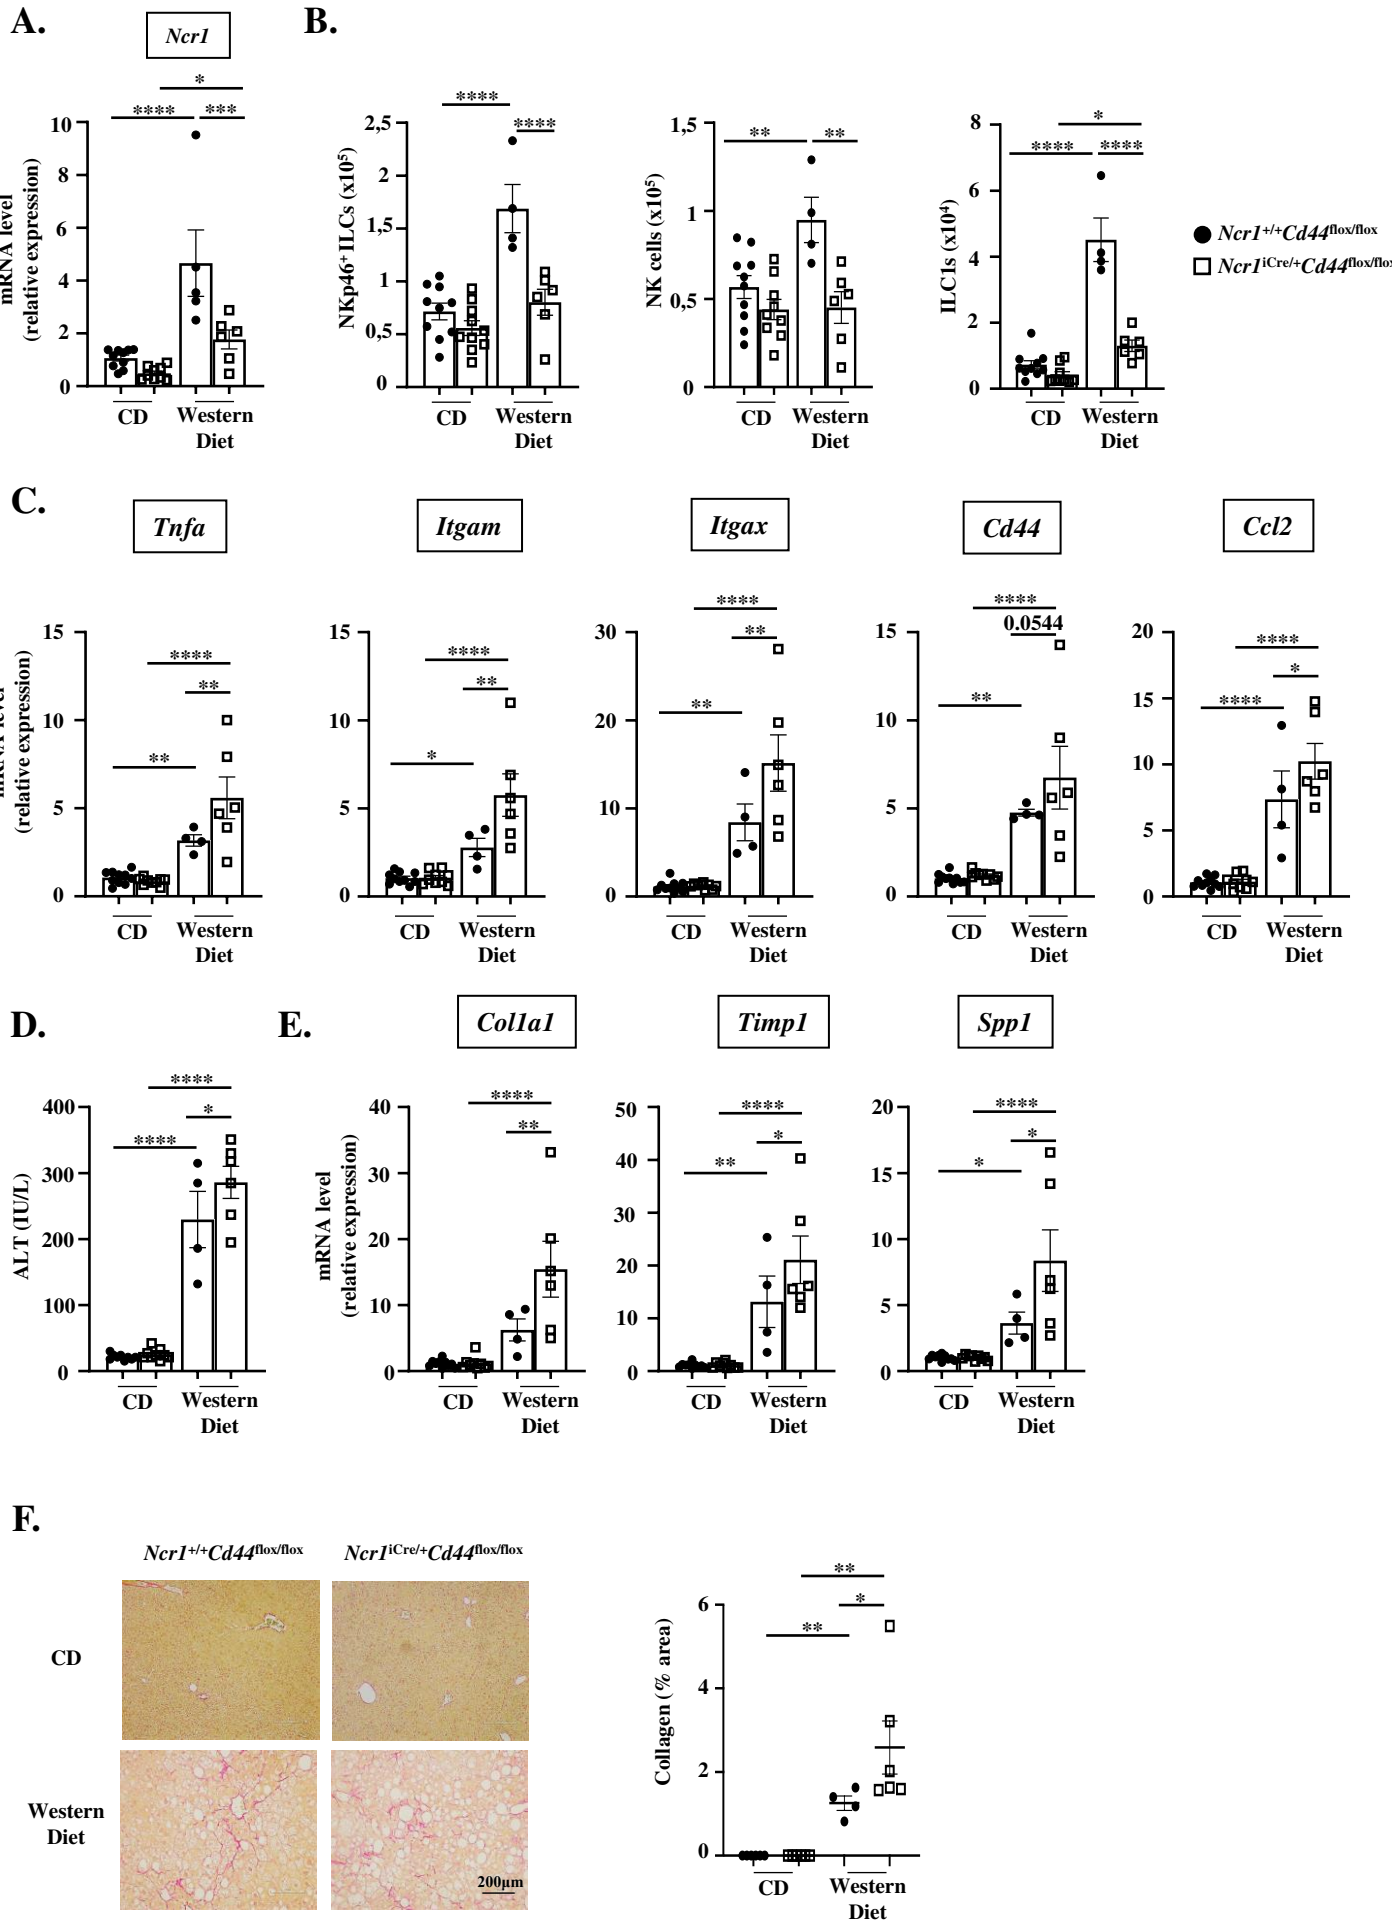 A.
Ncr1
B.
mRNA level
(relative expression)
10
8
6
4
2
0
****
*
***
CD
Western
Diet
NKp46+ ILCs (x10⁵)
2,5
2
1,5
1
0,5
0
****
****
CD
Western
Diet
NK cells (x10⁵)
1,5
1
0,5
0
**
**
CD
Western
Diet
ILC1s (x10⁴)
8
6
4
2
0
****
*
****
CD
Western
Diet
Ncr1+/+Cd44flox/flox
Ncr1iCre/+Cd44flox/flox
C.
Tnfa
Itgam
Itgax
Cd44
Ccl2
(relative expression)
15
10
5
0
****
**
**
CD
Western
Diet
15
10
5
0
****
**
*
CD
Western
Diet
30
20
10
0
****
**
**
CD
Western
Diet
15
10
5
0
****
0.0544
**
CD
Western
Diet
20
15
10
5
0
****
*
****
CD
Western
Diet
D.
E.
Col1a1
Timp1
Spp1
ALT (IU/L)
400
300
200
100
0
****
*
****
CD
Western
Diet
mRNA level
(relative expression)
40
30
20
10
0
****
**
CD
Western
Diet
50
40
30
20
10
0
****
*
**
CD
Western
Diet
20
15
10
5
0
****
*
*
CD
Western
Diet
F.
Ncr1+/+Cd44flox/flox
Ncr1iCre/+Cd44flox/flox
CD
Western
Diet
200µm
Collagen (% area)
6
4
2
0
**
*
**
CD
Western
Diet